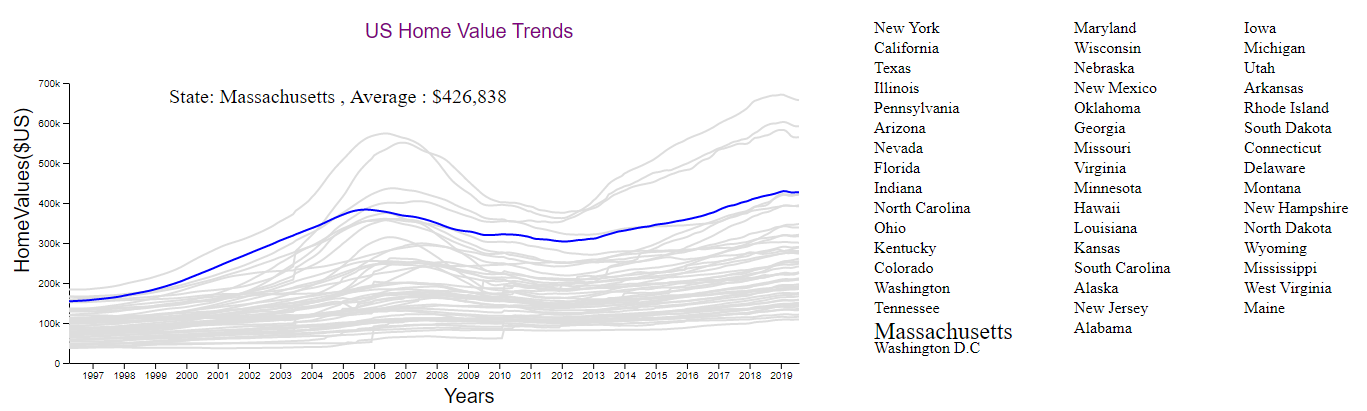 US Home Value Trends
State: Massachusetts , Average : $426,838
HomeValues($US)
700k
600k
500k
400k
300k
200k
100k
0
1997 1998 1999 2000 2001 2002 2003 2004 2005 2006 2007 2008 2009 2010 2011 2012 2013 2014 2015 2016 2017 2018 2019
Years
New York
California
Texas
Illinois
Pennsylvania
Arizona
Nevada
Florida
Indiana
North Carolina
Ohio
Kentucky
Colorado
Washington
Tennessee
Massachusetts
Washington D.C
Maryland
Wisconsin
Nebraska
New Mexico
Oklahoma
Georgia
Missouri
Virginia
Minnesota
Hawaii
Louisiana
Kansas
South Carolina
Alaska
New Jersey
Alabama
Iowa
Michigan
Utah
Arkansas
Rhode Island
South Dakota
Connecticut
Delaware
Montana
New Hampshire
North Dakota
Wyoming
Mississippi
West Virginia
Maine